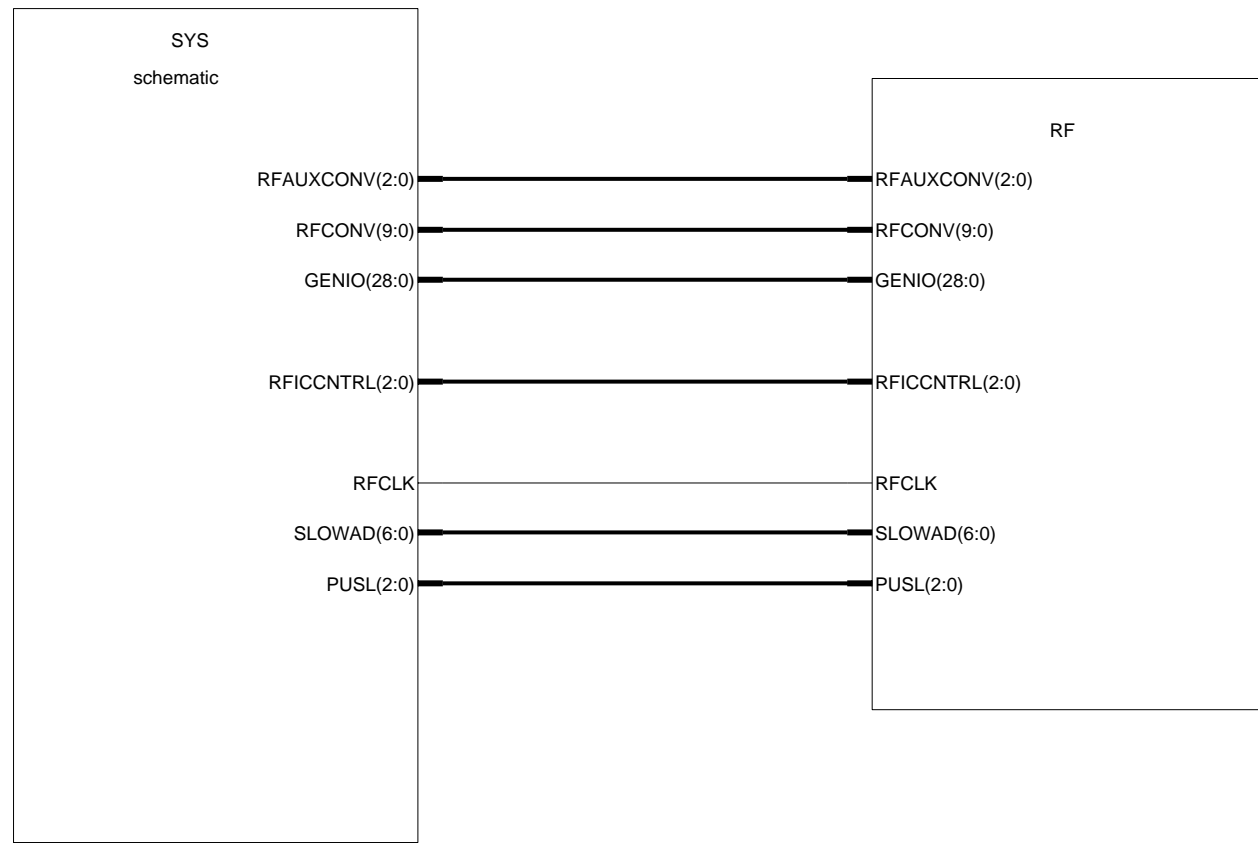 SYS
schematic
RF
RFAUXCONV(2:0) RFAUXCONV(2:0)
RFCONV(9:0) RFCONV(9:0)
GENIO(28:0) GENIO(28:0)
RFICCNTRL(2:0) RFICCNTRL(2:0)
RFCLK RFCLK
SLOWAD(6:0) SLOWAD(6:0)
PUSL(2:0) PUSL(2:0)